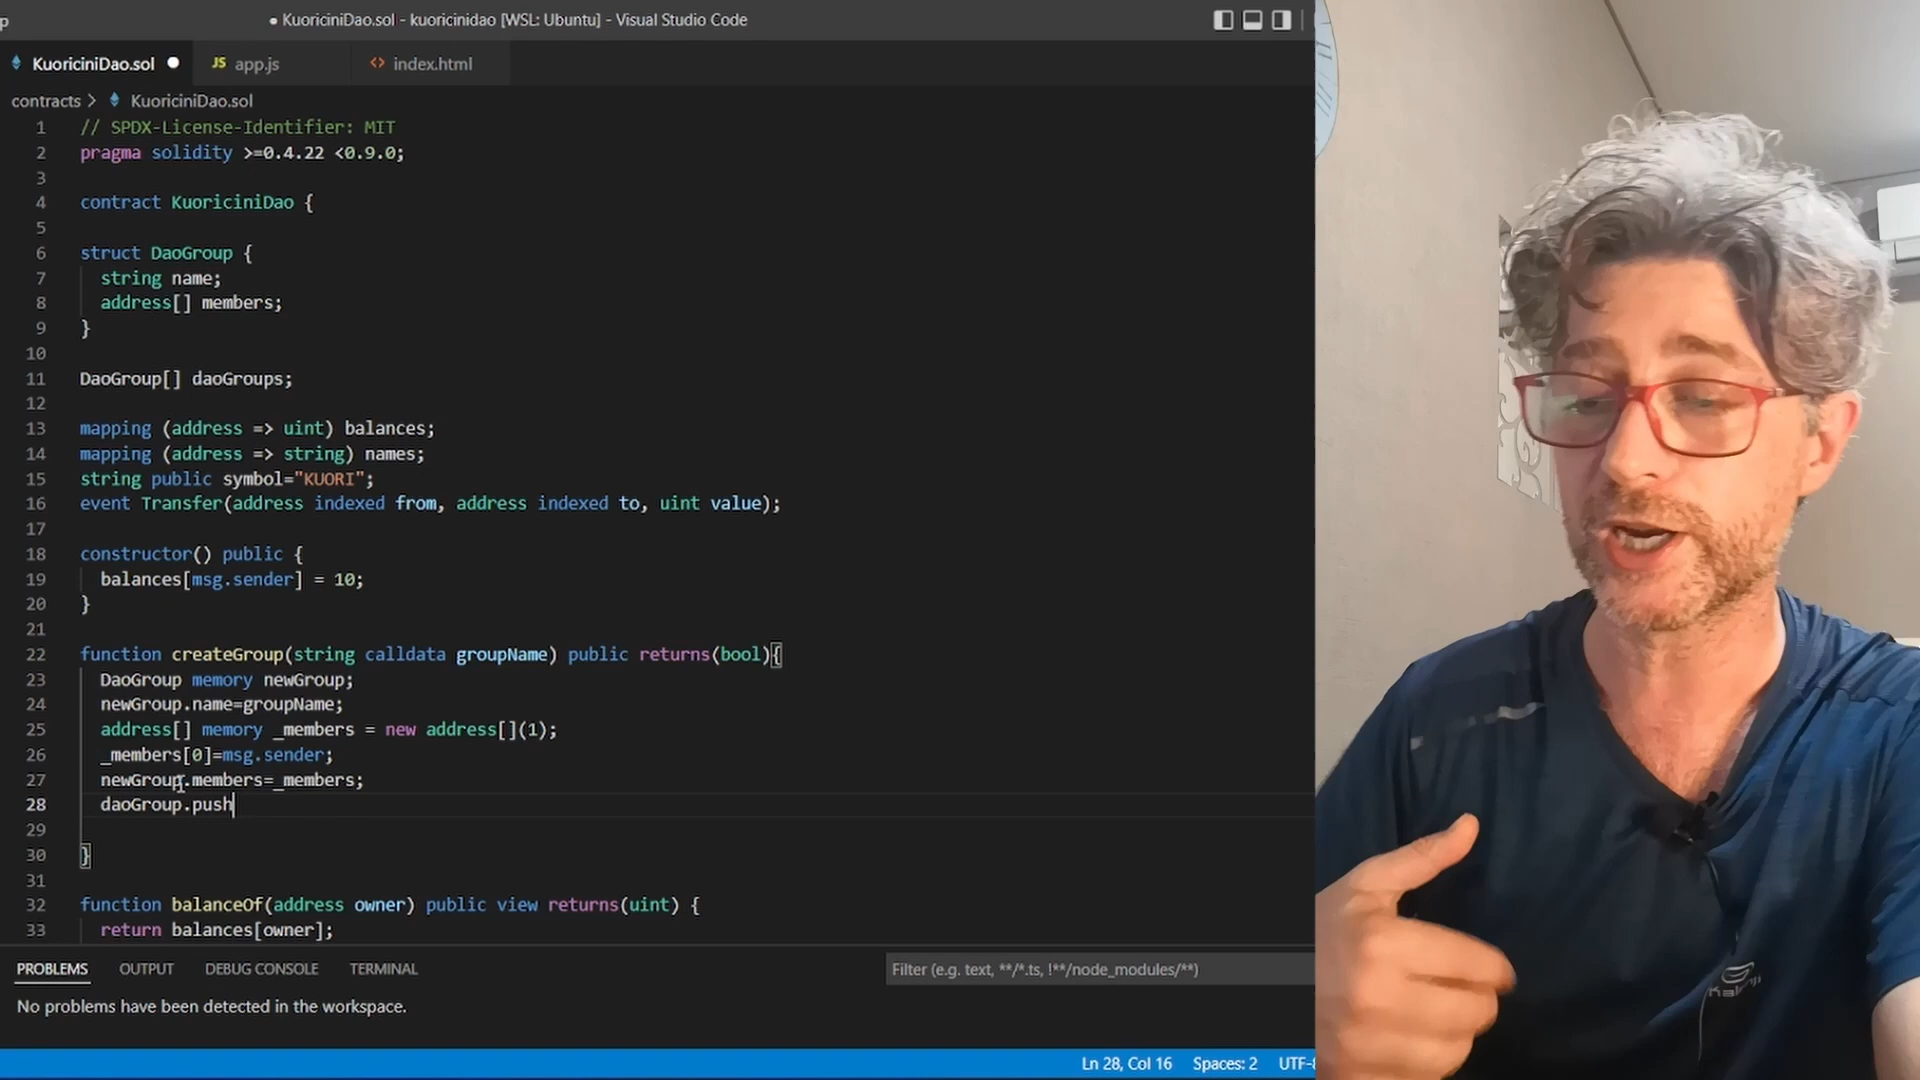 p
● KuoriciniDao.sol - kuoricinidao [WSL: Ubuntu] - Visual Studio Code
KuoriciniDao.sol JS app.js <> index.html
contracts > KuoriciniDao.sol
1 // SPDX-License-Identifier: MIT
2 pragma solidity >=0.4.22 <0.9.0;
3
4 contract KuoriciniDao {
5
6 struct DaoGroup {
7 string name;
8 address[] members;
9 }
10
11 DaoGroup[] daoGroups;
12
13 mapping (address => uint) balances;
14 mapping (address => string) names;
15 string public symbol="KUORI";
16 event Transfer(address indexed from, address indexed to, uint value);
17
18 constructor() public {
19 balances[msg.sender] = 10;
20 }
21
22 function createGroup(string calldata groupName) public returns(bool){
23 DaoGroup memory newGroup;
24 newGroup.name=groupName;
25 address[] memory _members = new address[](1);
26 _members[0]=msg.sender;
27 newGroup.members=_members;
28 daoGroup.push
29
30 }
31
32 function balanceOf(address owner) public view returns(uint) {
33 return balances[owner];
PROBLEMS OUTPUT DEBUG CONSOLE TERMINAL Filter (e.g. text, **/*.ts, !**/node_modules/**)
No problems have been detected in the workspace.
Ln 28, Col 16 Spaces: 2 UTF-8
Kalenji